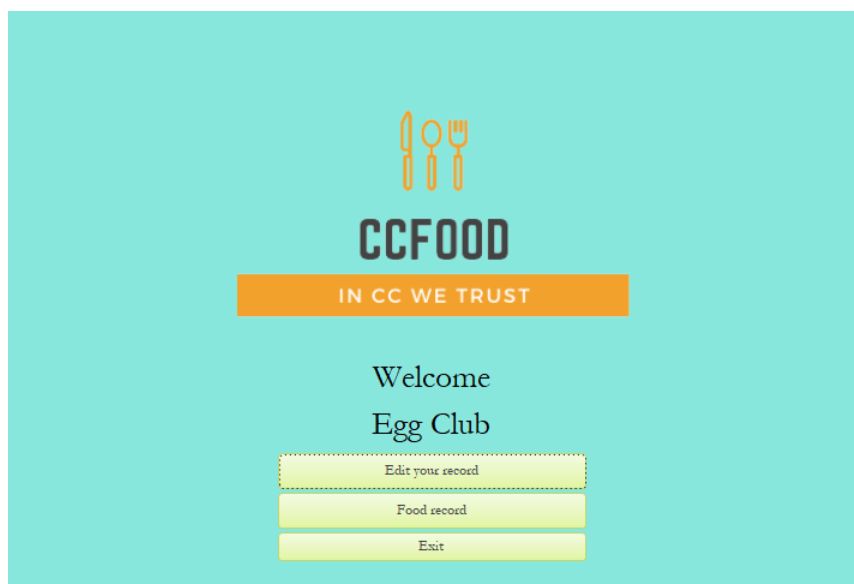 CCFOOD
IN CC WE TRUST
Welcome
Egg Club
Edit your record
Food record
Exit